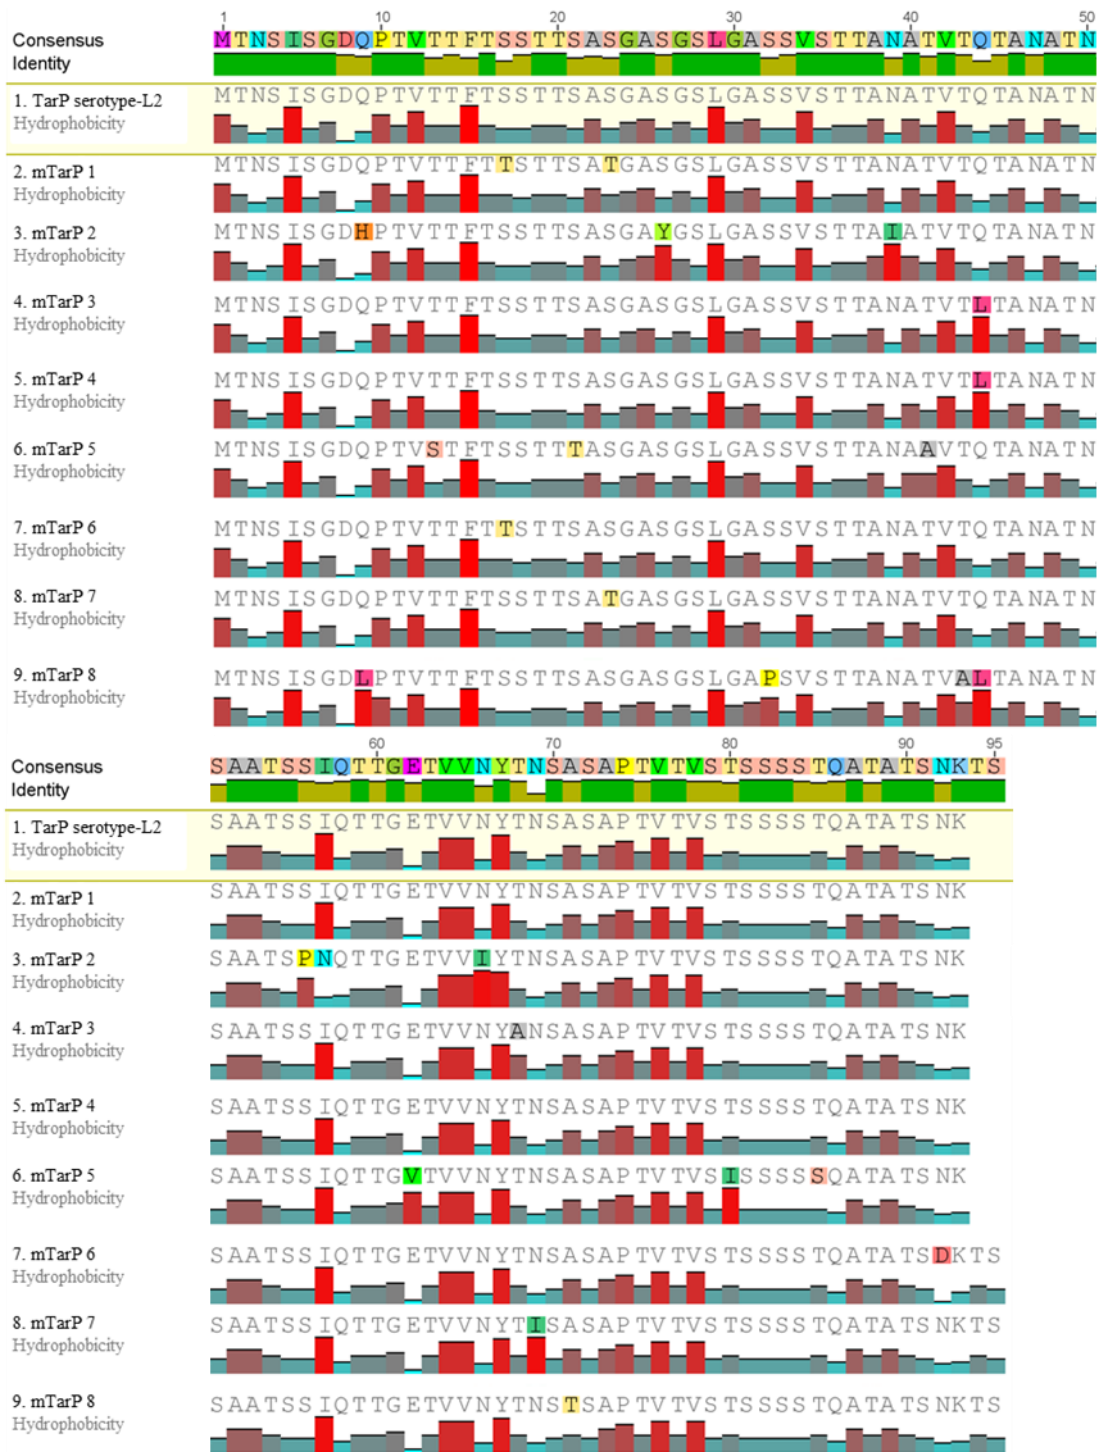 1 10 20 30 40 50
Consensus MTNSISGDQPTVTTFTSSTTSASGASGSLGASSVSTTANATVTQTANATN
Identity
1. TarP serotype-L2 MTNSISGDQPTVTTFTSSTTSASGASGSLGASSVSTTANATVTQTANATN
Hydrophobicity
2. mTarP 1 MTNSISGDQPTVTTFTTSTTSATGASGSLGASSVSTTANATVTQTANATN
Hydrophobicity
3. mTarP 2 MTNSISGDHPTVTTFTSSTTSASGAYGSLGASSVSTTAIATVTQTANATN
Hydrophobicity
4. mTarP 3 MTNSISGDQPTVTTFTSSTTSASGASGSLGASSVSTTANATVTLTANATN
Hydrophobicity
5. mTarP 4 MTNSISGDQPTVTTFTSSTTSASGASGSLGASSVSTTANATVTLTANATN
Hydrophobicity
6. mTarP 5 MTNSISGDQPTVSTFTSSTTTASGASGSLGASSVSTTANAAVTQTANATN
Hydrophobicity
7. mTarP 6 MTNSISGDQPTVTTFTTSTTSASGASGSLGASSVSTTANATVTQTANATN
Hydrophobicity
8. mTarP 7 MTNSISGDQPTVTTFTSSTTSATGASGSLGASSVSTTANATVTQTANATN
Hydrophobicity
9. mTarP 8 MTNSISGDLPTVTTFTSSTTSASGASGSLGAPSVSTTANATVALTANATN
Hydrophobicity
60 70 80 90 95
Consensus SAATSSIQTTGETVVNYTNSASAPTVTVSTSSSSTQATATSNKTS
Identity
1. TarP serotype-L2 SAATSSIQTTGETVVNYTNSASAPTVTVSTSSSSTQATATSNK
Hydrophobicity
2. mTarP 1 SAATSSIQTTGETVVNYTNSASAPTVTVSTSSSSTQATATSNK
Hydrophobicity
3. mTarP 2 SAATSPNQTTGETVVIYTNSASAPTVTVSTSSSSTQATATSNK
Hydrophobicity
4. mTarP 3 SAATSSIQTTGETVVNYANSASAPTVTVSTSSSSTQATATSNK
Hydrophobicity
5. mTarP 4 SAATSSIQTTGETVVNYTNSASAPTVTVSTSSSSTQATATSNK
Hydrophobicity
6. mTarP 5 SAATSSIQTTGVTVVNYTNSASAPTVTVSISSSSSQATATSNK
Hydrophobicity
7. mTarP 6 SAATSSIQTTGETVVNYTNSASAPTVTVSTSSSSTQATATSDKTS
Hydrophobicity
8. mTarP 7 SAATSSIQTTGETVVNYTISASAPTVTVSTSSSSTQATATSNKTS
Hydrophobicity
9. mTarP 8 SAATSSIQTTGETVVNYTNSTSAPTVTVSTSSSSTQATATSNKTS
Hydrophobicity